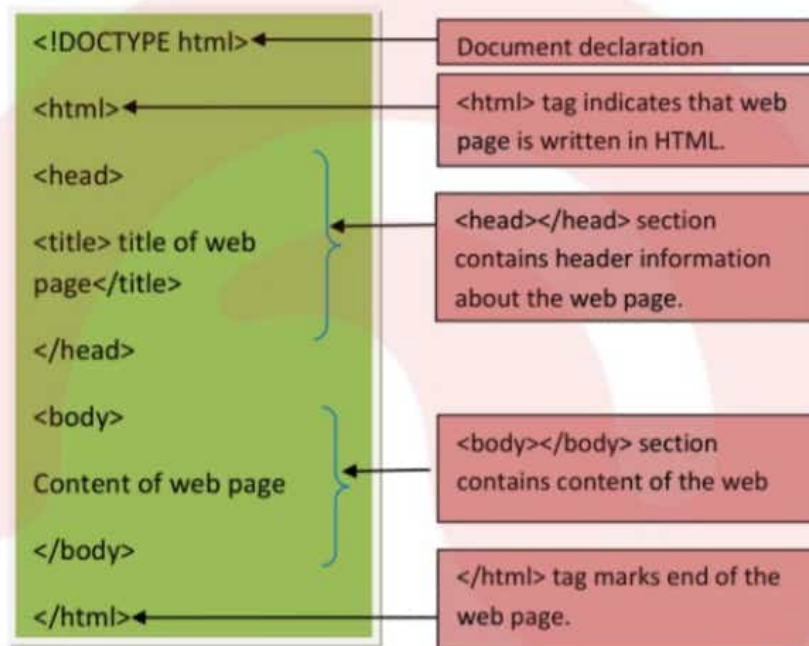 <!DOCTYPE html>
Document declaration
<html>
<html> tag indicates that web
page is written in HTML.
<head>
<title> title of web
page</title>
</head>
<head></head> section
contains header information
about the web page.
<body>
Content of web page
</body>
<body></body> section
contains content of the web
</html>
</html> tag marks end of the
web page.